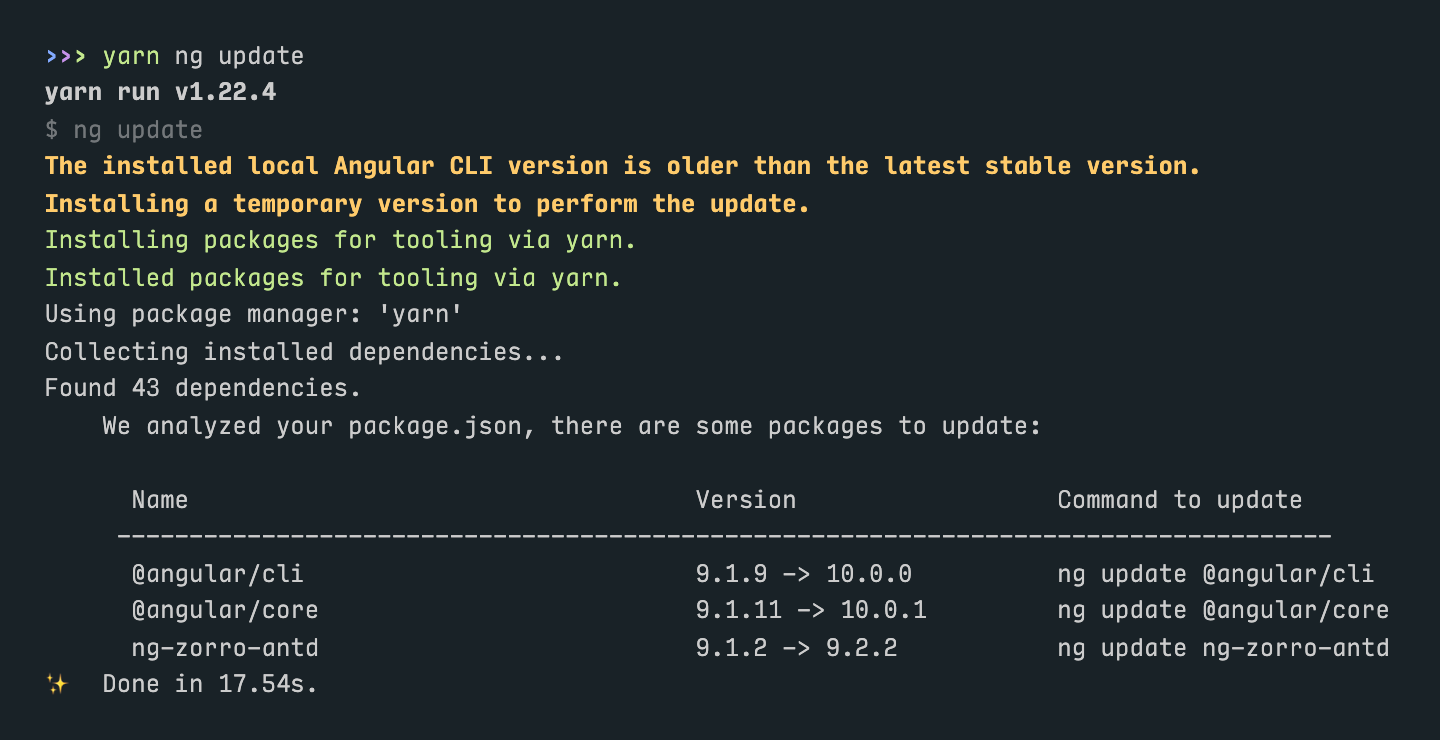 >>> yarn ng update
yarn run v1.22.4
$ ng update
The installed local Angular CLI version is older than the latest stable version.
Installing a temporary version to perform the update.
Installing packages for tooling via yarn.
Installed packages for tooling via yarn.
Using package manager: 'yarn'
Collecting installed dependencies...
Found 43 dependencies.
    We analyzed your package.json, there are some packages to update:
      Name                                   Version                  Command to update
     ------------------------------------------------------------------------------------
      @angular/cli                           9.1.9 -> 10.0.0          ng update @angular/cli
      @angular/core                          9.1.11 -> 10.0.1         ng update @angular/core
      ng-zorro-antd                          9.1.2 -> 9.2.2           ng update ng-zorro-antd
✨  Done in 17.54s.